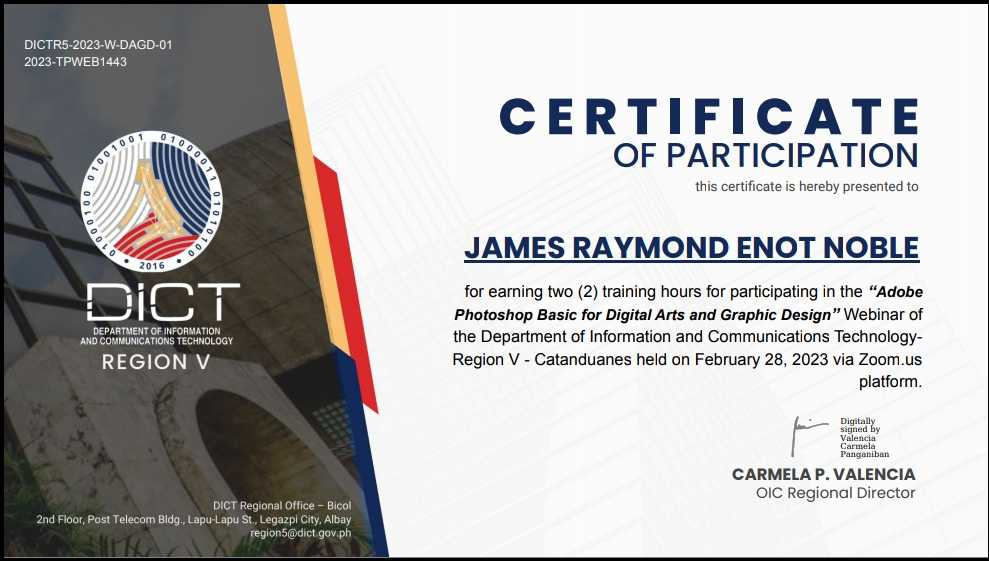 DICTR5-2023-W-DAGD-01
2023-TPWEB1443
0100100 01001001 01000011 01010100
2016
DICT
DEPARTMENT OF INFORMATION
AND COMMUNICATIONS TECHNOLOGY
REGION V
DICT Regional Office – Bicol
2nd Floor, Post Telecom Bldg., Lapu-Lapu St., Legazpi City, Albay
region5@dict.gov.ph
CERTIFICATE
OF PARTICIPATION
this certificate is hereby presented to
JAMES RAYMOND ENOT NOBLE
for earning two (2) training hours for participating in the “Adobe
Photoshop Basic for Digital Arts and Graphic Design” Webinar of
the Department of Information and Communications Technology-
Region V - Catanduanes held on February 28, 2023 via Zoom.us
platform.
Digitally
signed by
Valencia
Carmela
Panganiban
CARMELA P. VALENCIA
OIC Regional Director